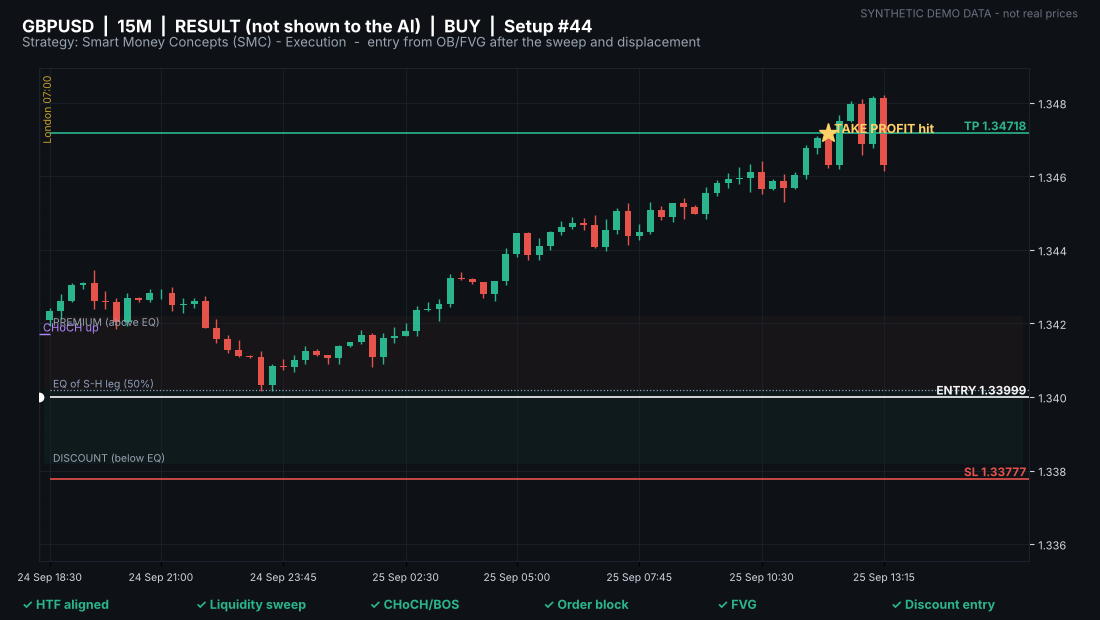 GBPUSD | 15M | RESULT (not shown to the AI) | BUY | Setup #44
SYNTHETIC DEMO DATA - not real prices
Strategy: Smart Money Concepts (SMC) - Execution - entry from OB/FVG after the sweep and displacement
London 07:00
1.348
TAKE PROFIT hit
TP 1.34718
1.346
1.344
PREMIUM (above EQ)
CHoCH up
1.342
EQ of S-H leg (50%)
ENTRY 1.33999
1.340
DISCOUNT (below EQ)
SL 1.33777
1.338
1.336
24 Sep 18:30 24 Sep 21:00 24 Sep 23:45 25 Sep 02:30 25 Sep 05:00 25 Sep 07:45 25 Sep 10:30 25 Sep 13:15
✓ HTF aligned ✓ Liquidity sweep ✓ CHoCH/BOS ✓ Order block ✓ FVG ✓ Discount entry